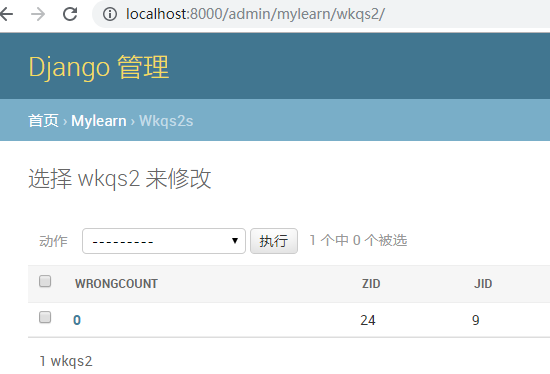 localhost:8000/admin/mylearn/wkqs2/
Django 管理
首页 › Mylearn › Wkqs2s
选择 wkqs2 来修改
动作 --------- 执行 1 个中 0 个被选
WRONGCOUNT ZID JID
0 24 9
1 wkqs2